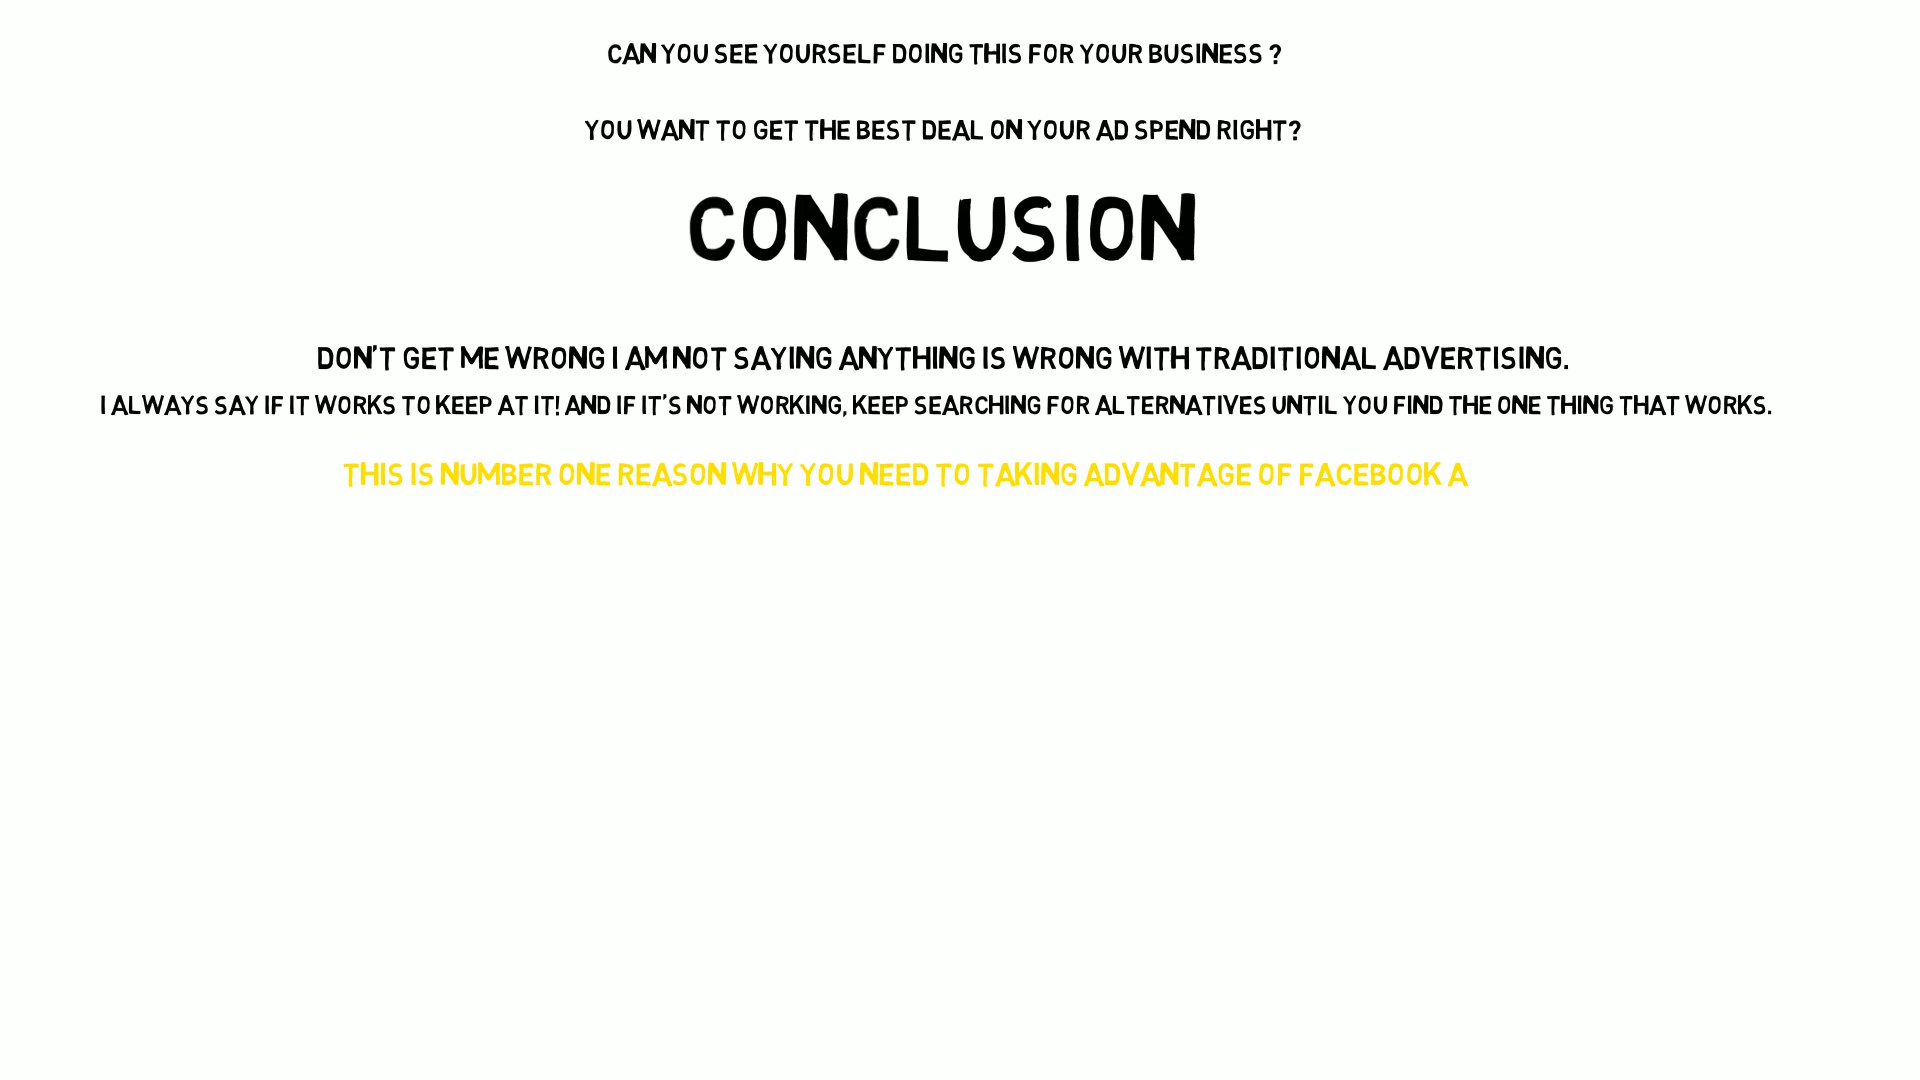 CAN YOU SEE YOURSELF DOING THIS FOR YOUR BUSINESS ?
YOU WANT TO GET THE BEST DEAL ON YOUR AD SPEND RIGHT?
CONCLUSION
DON'T GET ME WRONG I AM NOT SAYING ANYTHING IS WRONG WITH TRADITIONAL ADVERTISING.
I ALWAYS SAY IF IT WORKS TO KEEP AT IT! AND IF IT'S NOT WORKING, KEEP SEARCHING FOR ALTERNATIVES UNTIL YOU FIND THE ONE THING THAT WORKS.
THIS IS NUMBER ONE REASON WHY YOU NEED TO TAKING ADVANTAGE OF FACEBOOK A